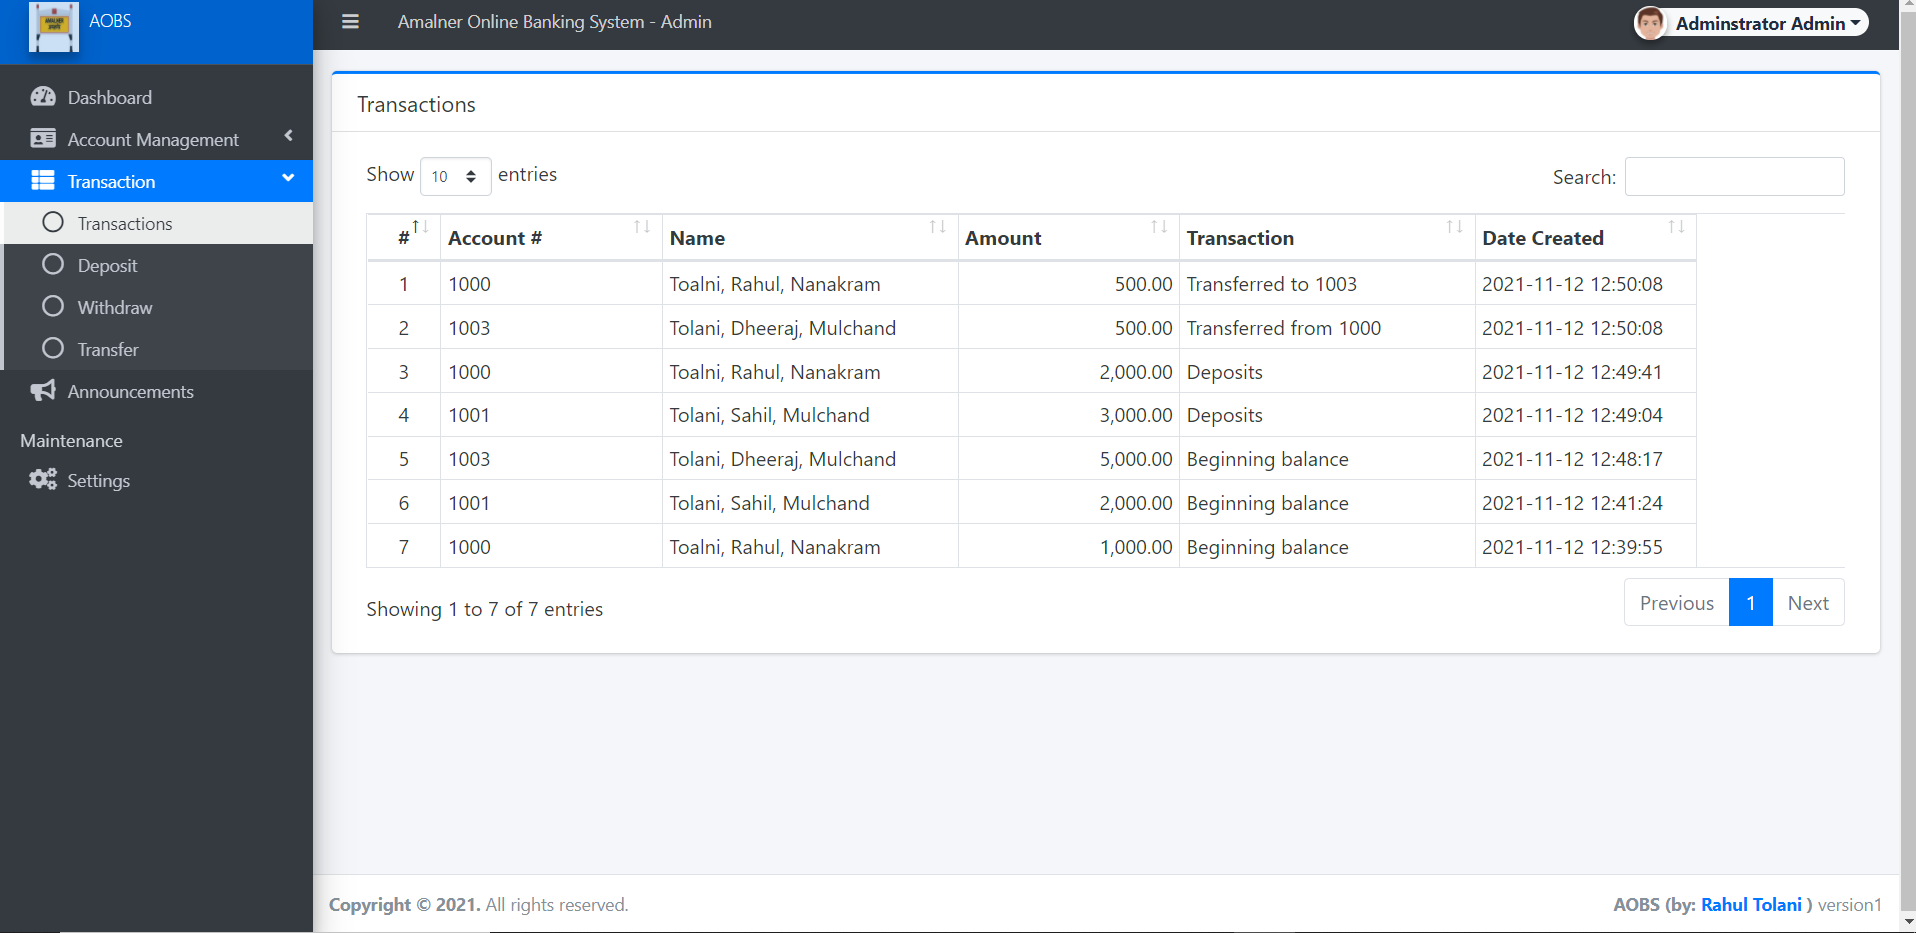 AOBS
Amalner Online Banking System - Admin
Adminstrator Admin
Dashboard
Account Management
Transaction
Transactions
Deposit
Withdraw
Transfer
Announcements
Maintenance
Settings
Transactions
Show 10 entries
Search:
# Account # Name Amount Transaction Date Created
1 1000 Toalni, Rahul, Nanakram 500.00 Transferred to 1003 2021-11-12 12:50:08
2 1003 Tolani, Dheeraj, Mulchand 500.00 Transferred from 1000 2021-11-12 12:50:08
3 1000 Toalni, Rahul, Nanakram 2,000.00 Deposits 2021-11-12 12:49:41
4 1001 Tolani, Sahil, Mulchand 3,000.00 Deposits 2021-11-12 12:49:04
5 1003 Tolani, Dheeraj, Mulchand 5,000.00 Beginning balance 2021-11-12 12:48:17
6 1001 Tolani, Sahil, Mulchand 2,000.00 Beginning balance 2021-11-12 12:41:24
7 1000 Toalni, Rahul, Nanakram 1,000.00 Beginning balance 2021-11-12 12:39:55
Showing 1 to 7 of 7 entries
Previous 1 Next
Copyright © 2021. All rights reserved.
AOBS (by: Rahul Tolani ) version1